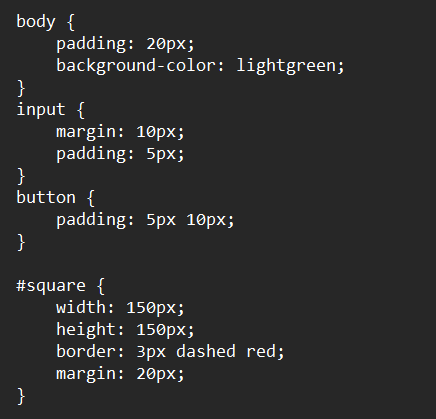 body {
    padding: 20px;
    background-color: lightgreen;
}
input {
    margin: 10px;
    padding: 5px;
}
button {
    padding: 5px 10px;
}

#square {
    width: 150px;
    height: 150px;
    border: 3px dashed red;
    margin: 20px;
}